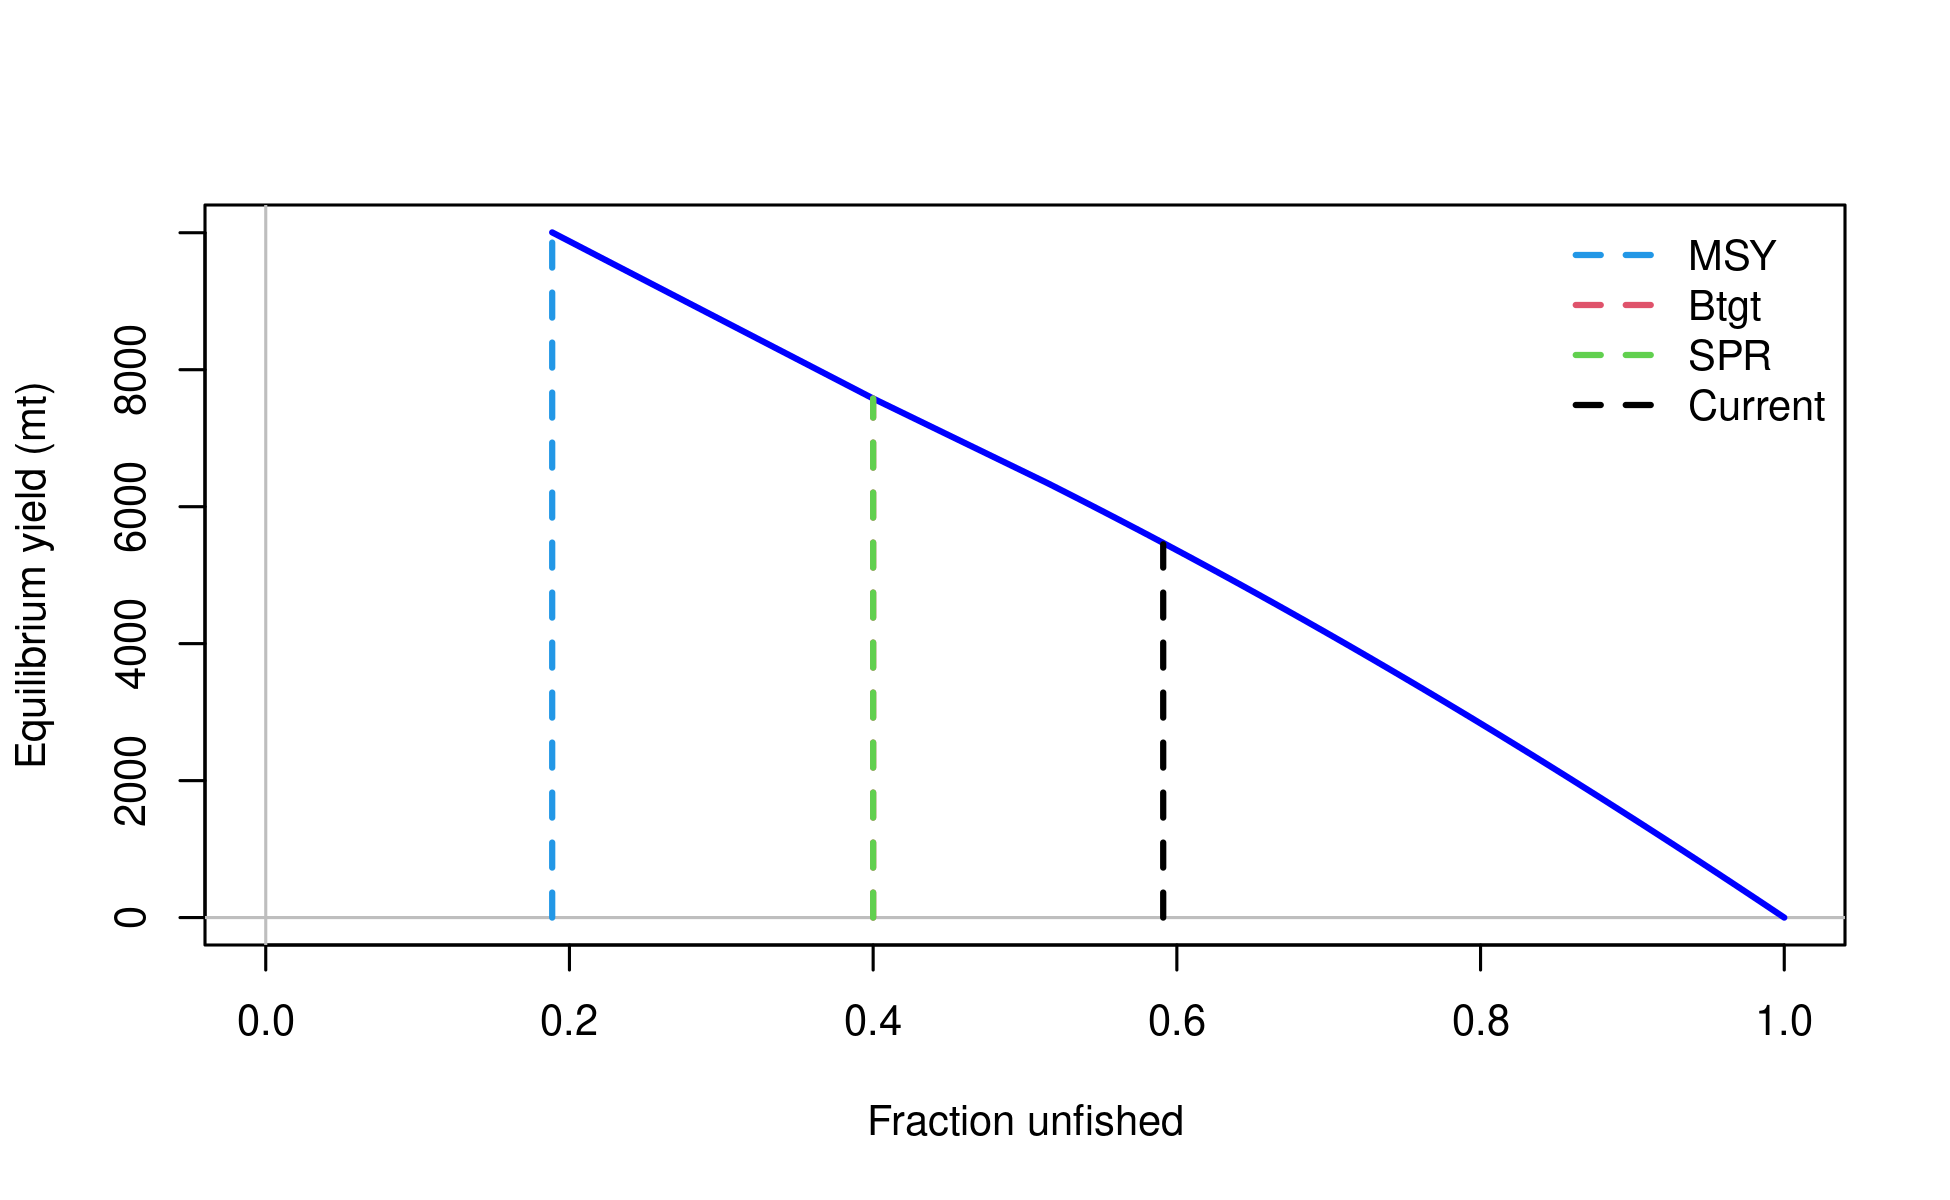 MSY
Btgt
SPR
Current
Equilibrium yield (mt)
8000
6000
4000
2000
0
0.0 0.2 0.4 0.6 0.8 1.0
Fraction unfished